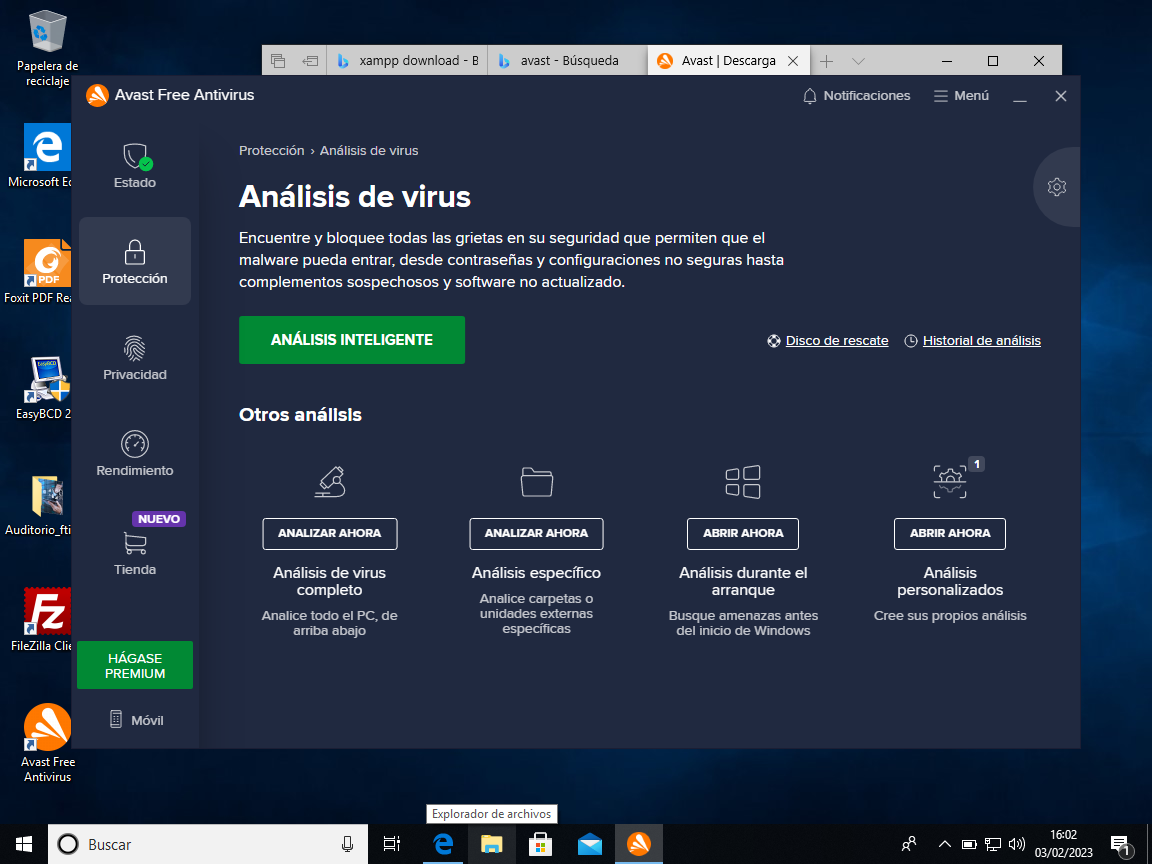 Papelera de
reciclaje
xampp download - B
avast - Búsqueda
Avast | Descarga
Avast Free Antivirus
Notificaciones
Menú
Microsoft Ec
Foxit PDF Rea
PDF
EasyBCD
EasyBCD 2
Auditorio_fti
FileZilla Clie
Avast Free
Antivirus
Estado
Protección
Privacidad
Rendimiento
NUEVO
Tienda
HÁGASE
PREMIUM
Móvil
Protección › Análisis de virus
Análisis de virus
Encuentre y bloquee todas las grietas en su seguridad que permiten que el
malware pueda entrar, desde contraseñas y configuraciones no seguras hasta
complementos sospechosos y software no actualizado.
ANÁLISIS INTELIGENTE
Disco de rescate
Historial de análisis
Otros análisis
ANALIZAR AHORA
Análisis de virus
completo
Analice todo el PC, de
arriba abajo
ANALIZAR AHORA
Análisis específico
Analice carpetas o
unidades externas
específicas
ABRIR AHORA
Análisis durante el
arranque
Busque amenazas antes
del inicio de Windows
1
ABRIR AHORA
Análisis
personalizados
Cree sus propios análisis
Explorador de archivos
Buscar
16:02
03/02/2023
1